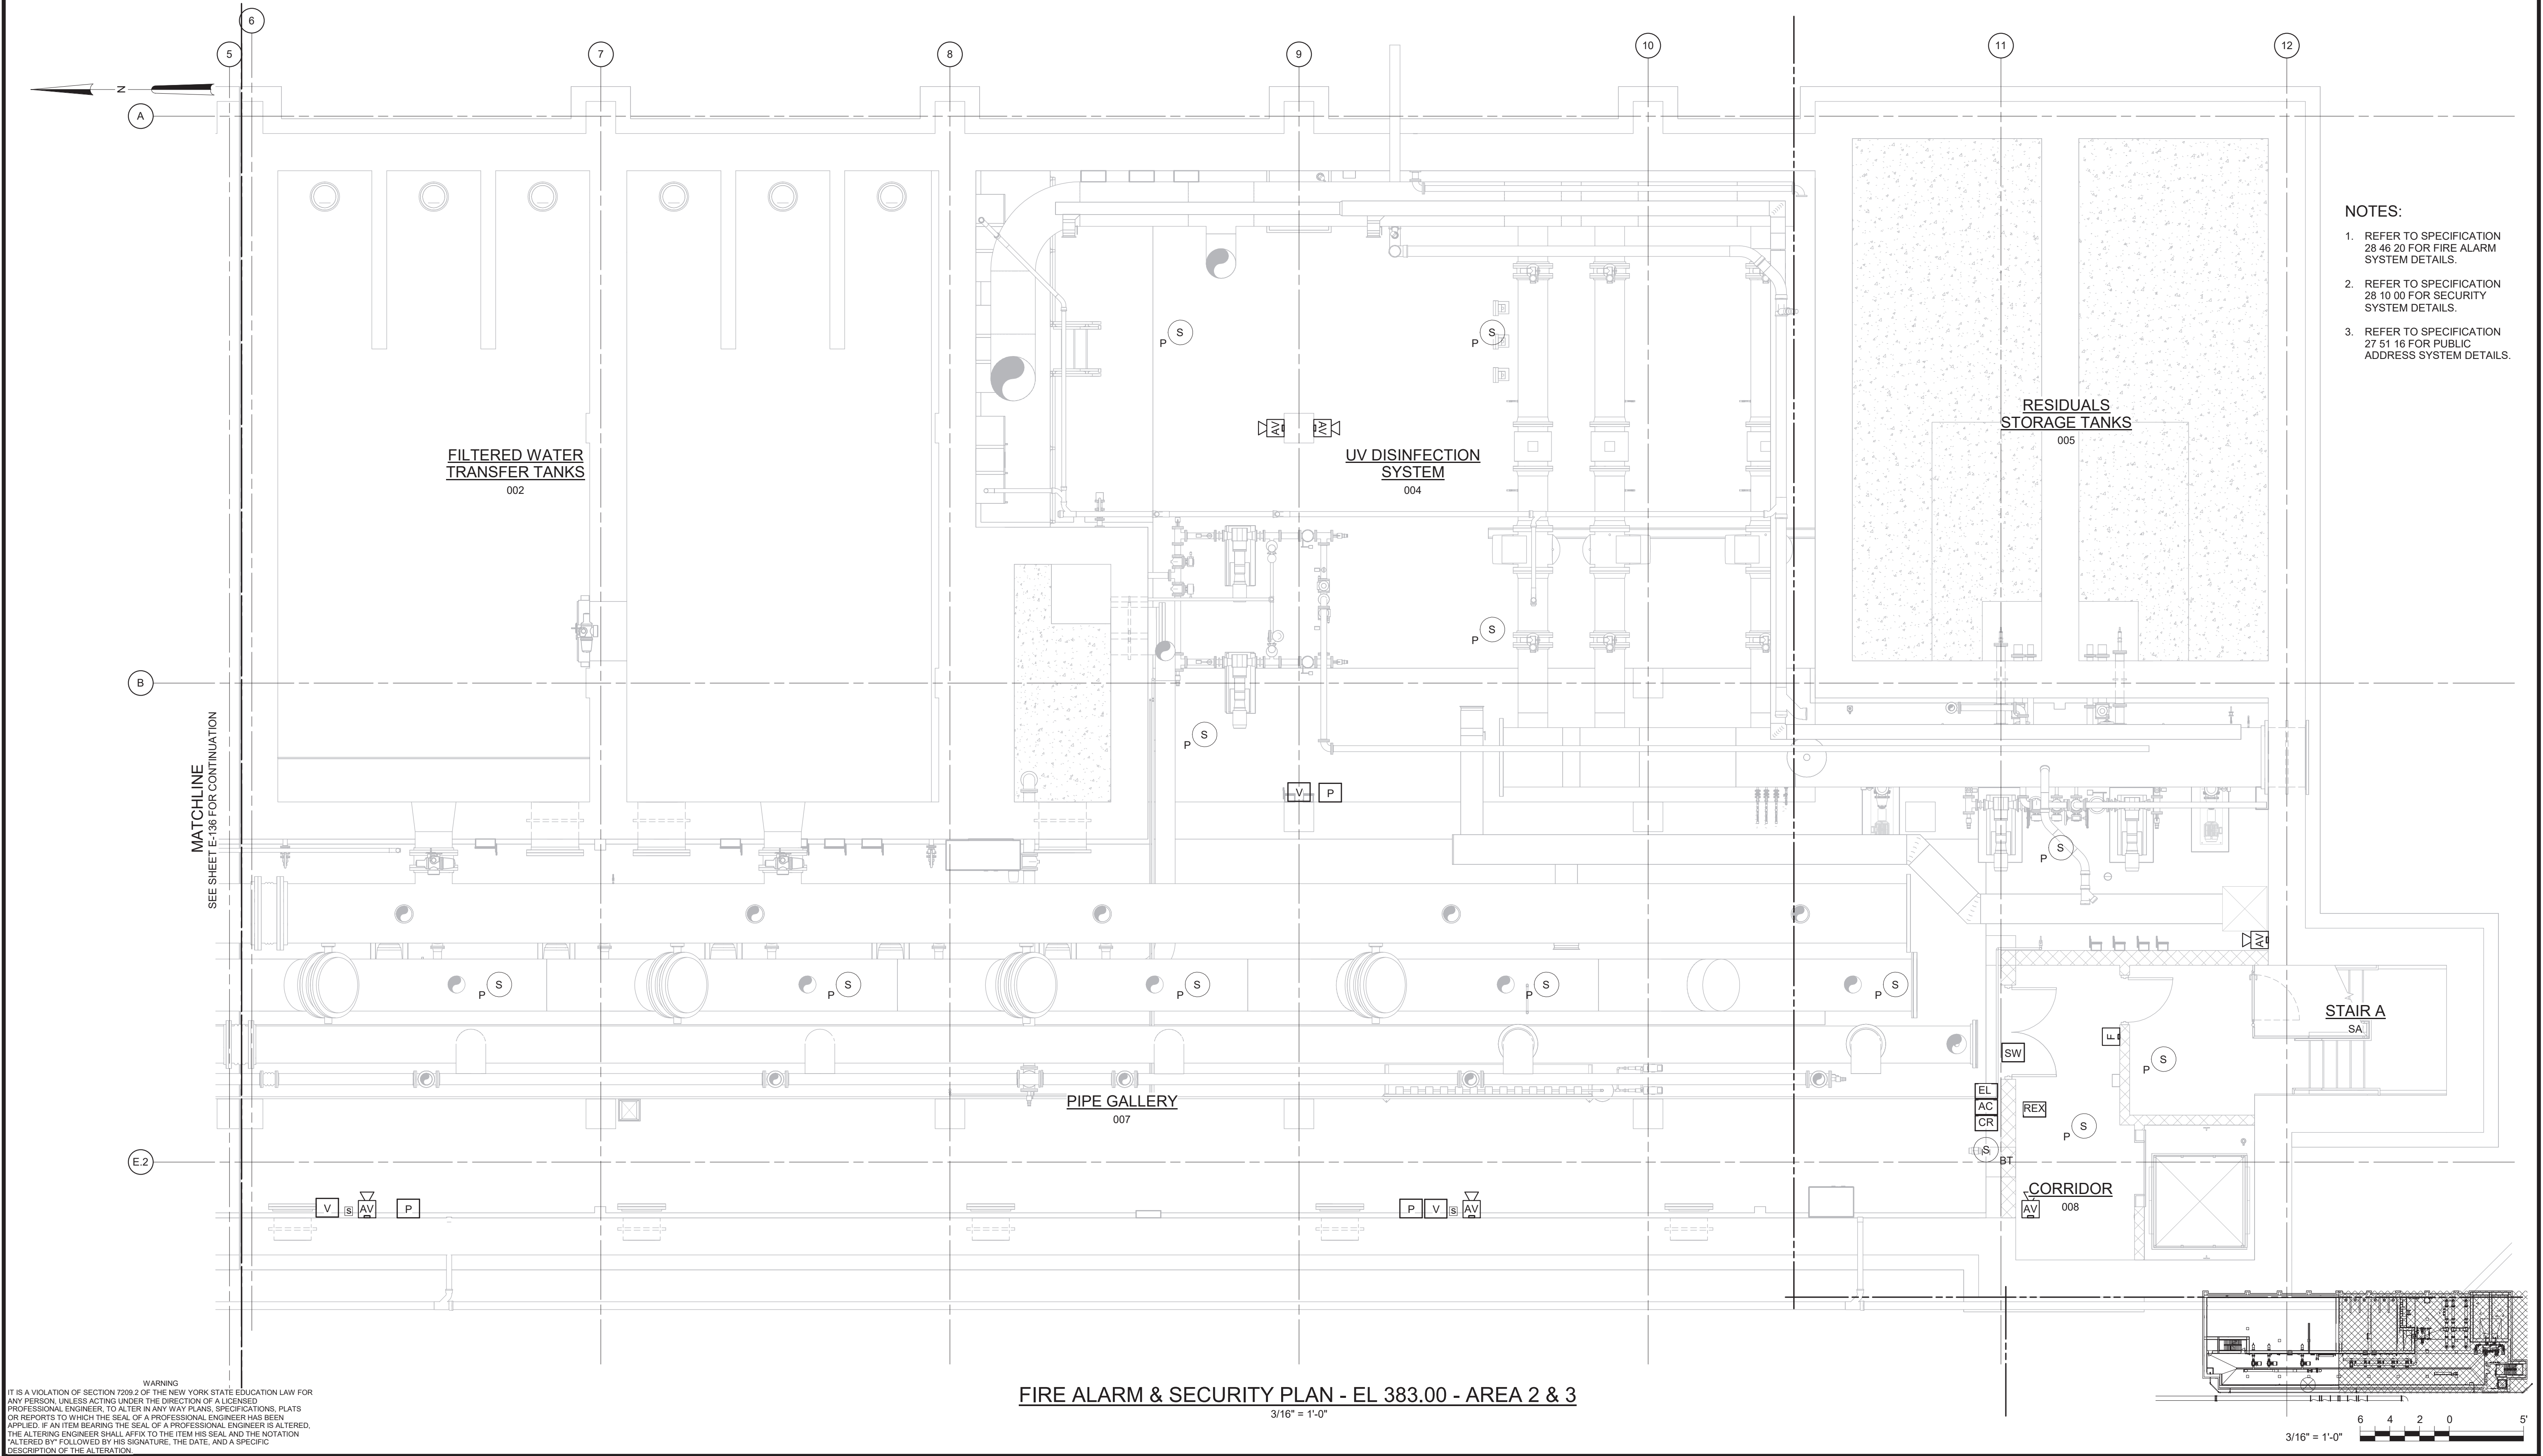 6
5
7
8
9
10
11
12
N
A
NOTES:
1. REFER TO SPECIFICATION
28 46 20 FOR FIRE ALARM
SYSTEM DETAILS.
2. REFER TO SPECIFICATION
28 10 00 FOR SECURITY
SYSTEM DETAILS.
3. REFER TO SPECIFICATION
27 51 16 FOR PUBLIC
ADDRESS SYSTEM DETAILS.
S
P
S
P
RESIDUALS
STORAGE TANKS
005
AV
AV
FILTERED WATER
TRANSFER TANKS
002
UV DISINFECTION
SYSTEM
004
S
P
B
MATCHLINE
SEE SHEET E-136 FOR CONTINUATION
S
P
V
P
S
P
AV
S
P
S
P
S
P
S
P
S
P
STAIR A
SA
F
SW
S
P
EL
AC
CR
REX
PIPE GALLERY
007
S
P
S
BT
E.2
CORRIDOR
008
V
S
AV
P
P
V
S
AV
AV
WARNING
IT IS A VIOLATION OF SECTION 7209.2 OF THE NEW YORK STATE EDUCATION LAW FOR
ANY PERSON, UNLESS ACTING UNDER THE DIRECTION OF A LICENSED
PROFESSIONAL ENGINEER, TO ALTER IN ANY WAY PLANS, SPECIFICATIONS, PLATS
OR REPORTS TO WHICH THE SEAL OF A PROFESSIONAL ENGINEER HAS BEEN
APPLIED. IF AN ITEM BEARING THE SEAL OF A PROFESSIONAL ENGINEER IS ALTERED,
THE ALTERING ENGINEER SHALL AFFIX TO THE ITEM HIS SEAL AND THE NOTATION
"ALTERED BY" FOLLOWED BY HIS SIGNATURE, THE DATE, AND A SPECIFIC
DESCRIPTION OF THE ALTERATION.
FIRE ALARM & SECURITY PLAN - EL 383.00 - AREA 2 & 3
3/16" = 1'-0"
6 4 2 0 5'
3/16" = 1'-0"